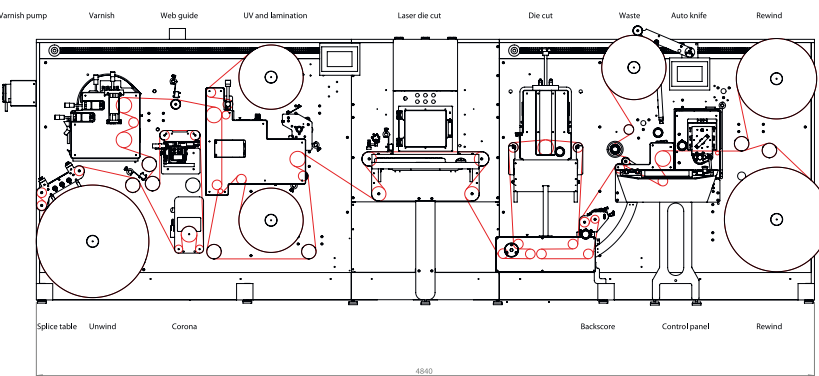 Varnish pump Varnish Web guide UV and lamination Laser die cut Die cut Waste Auto knife Rewind
Splice table Unwind Corona Backscore Control panel Rewind
4840